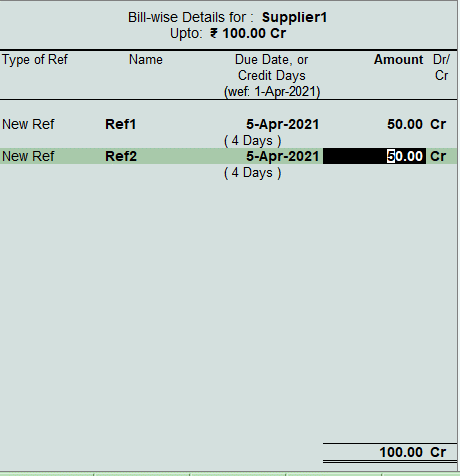 Bill-wise Details for : Supplier1
Upto: ₹ 100.00 Cr
Type of Ref Name Due Date, or Amount Dr/
Credit Days Cr
(wef: 1-Apr-2021)
New Ref Ref1 5-Apr-2021 50.00 Cr
( 4 Days )
New Ref Ref2 5-Apr-2021 50.00 Cr
( 4 Days )
100.00 Cr